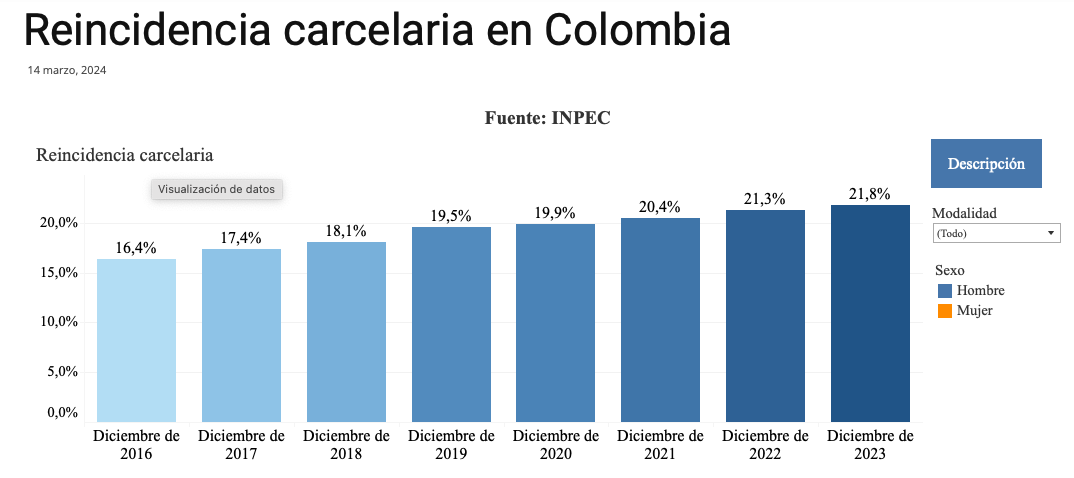 Reincidencia carcelaria en Colombia
14 marzo, 2024
Fuente: INPEC
Reincidencia carcelaria
Descripción
Visualización de datos
Modalidad
(Todo)
Sexo
Hombre
Mujer
20,0%
15,0%
10,0%
5,0%
0,0%
16,4%
17,4%
18,1%
19,5%
19,9%
20,4%
21,3%
21,8%
Diciembre de
2016
Diciembre de
2017
Diciembre de
2018
Diciembre de
2019
Diciembre de
2020
Diciembre de
2021
Diciembre de
2022
Diciembre de
2023